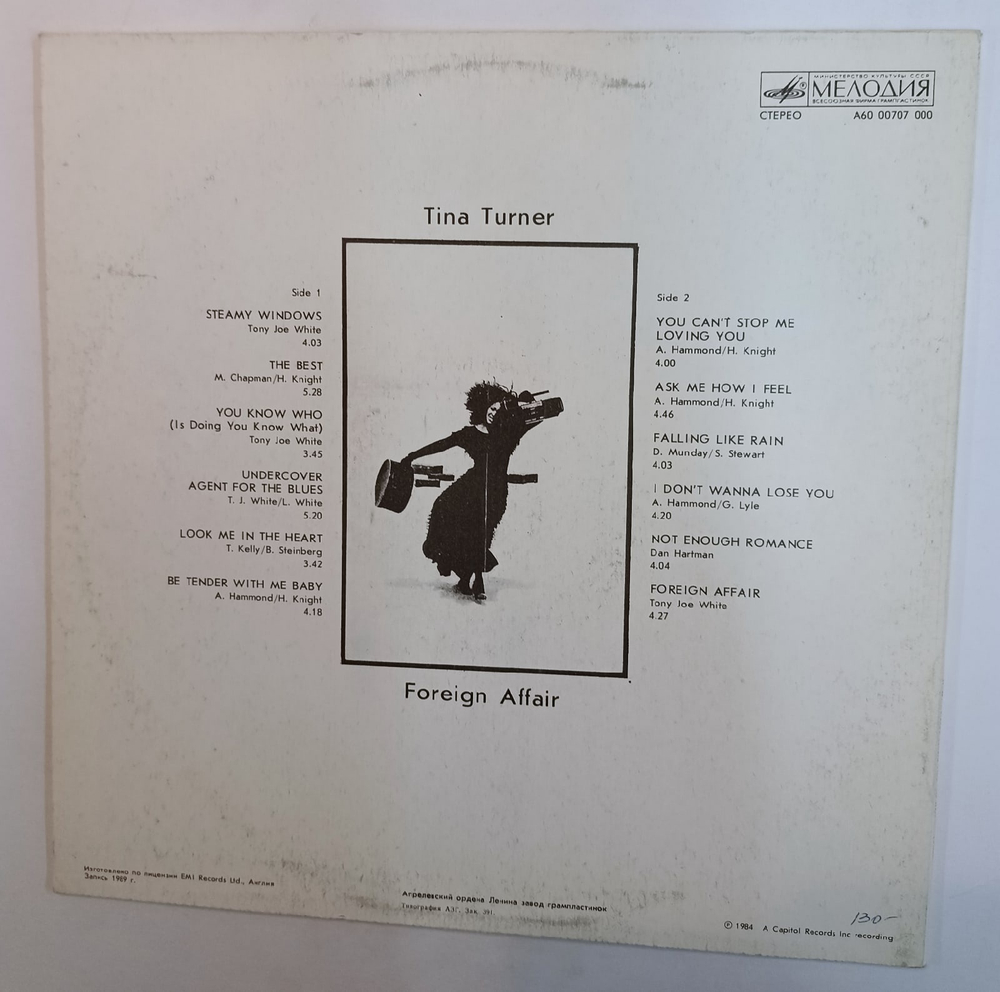 МИНИСТЕРСТВО КУЛЬТУРЫ СССР
МЕЛОДИЯ
ВСЕСОЮЗНАЯ ФИРМА ГРАМПЛАСТИНОК
СТЕРЕО А60 00707 000
Tina Turner
Side 1
STEAMY WINDOWS
Tony Joe White
4.03
THE BEST
M. Chapman/H. Knight
5.28
YOU KNOW WHO
(Is Doing You Know What)
Tony Joe White
3.45
UNDERCOVER
AGENT FOR THE BLUES
T. J. White/L. White
5.20
LOOK ME IN THE HEART
T. Kelly/B. Steinberg
3.42
BE TENDER WITH ME BABY
A. Hammond/H. Knight
4.18
Side 2
YOU CAN'T STOP ME
LOVING YOU
A. Hammond/H. Knight
4.00
ASK ME HOW I FEEL
A. Hammond/H. Knight
4.46
FALLING LIKE RAIN
D. Munday/S. Stewart
4.03
I DON'T WANNA LOSE YOU
A. Hammond/G. Lyle
4.20
NOT ENOUGH ROMANCE
Dan Hartman
4.04
FOREIGN AFFAIR
Tony Joe White
4.27
Foreign Affair
Изготовлено по лицензии EMI Records Ltd., Англия
Запись 1989 г.
Апрелевский ордена Ленина завод грампластинок
Типография АЗГ. Зак. 391
130-
℗ 1984 A Capitol Records Inc recording